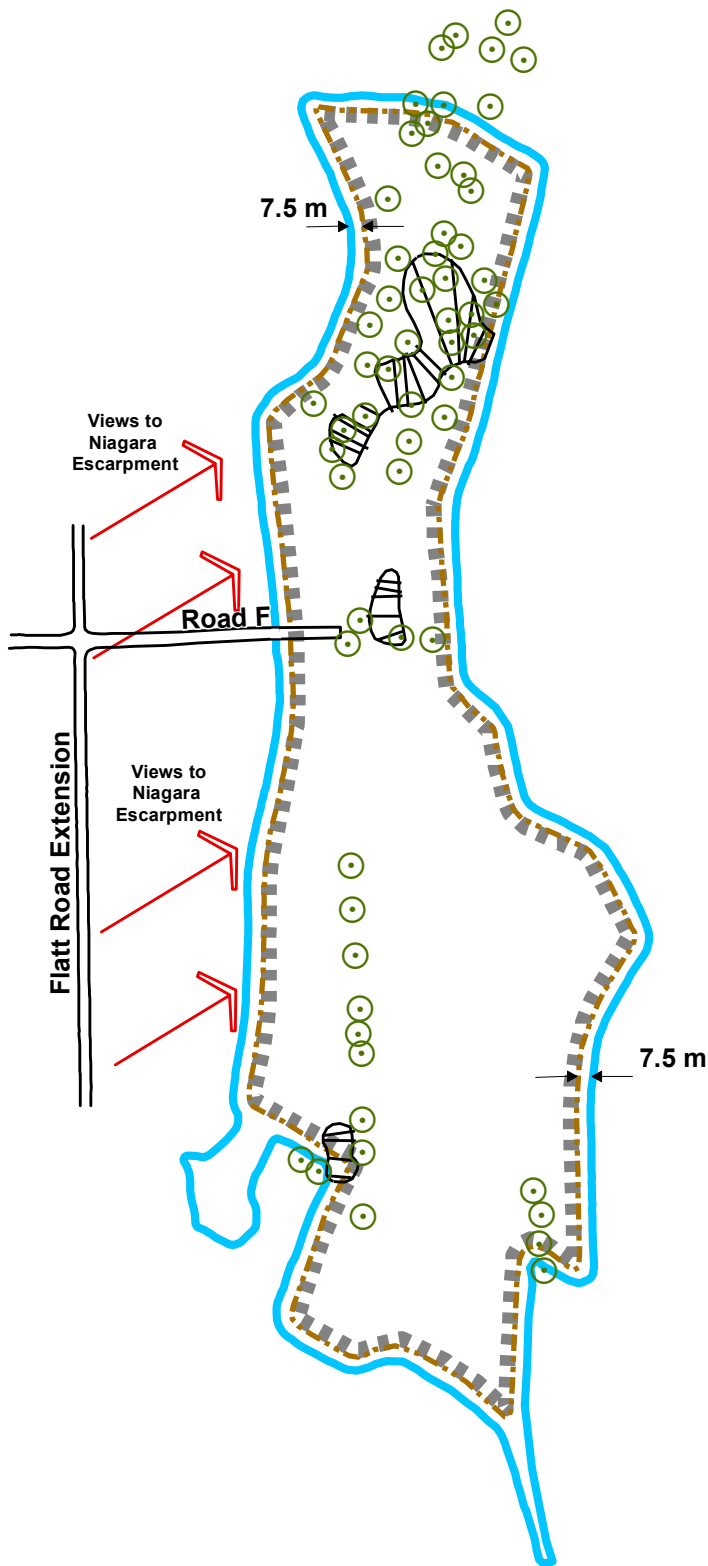 7.5 m
Views to
Niagara
Escarpment
Road F
Flatt Road Extension
Views to
Niagara
Escarpment
7.5 m